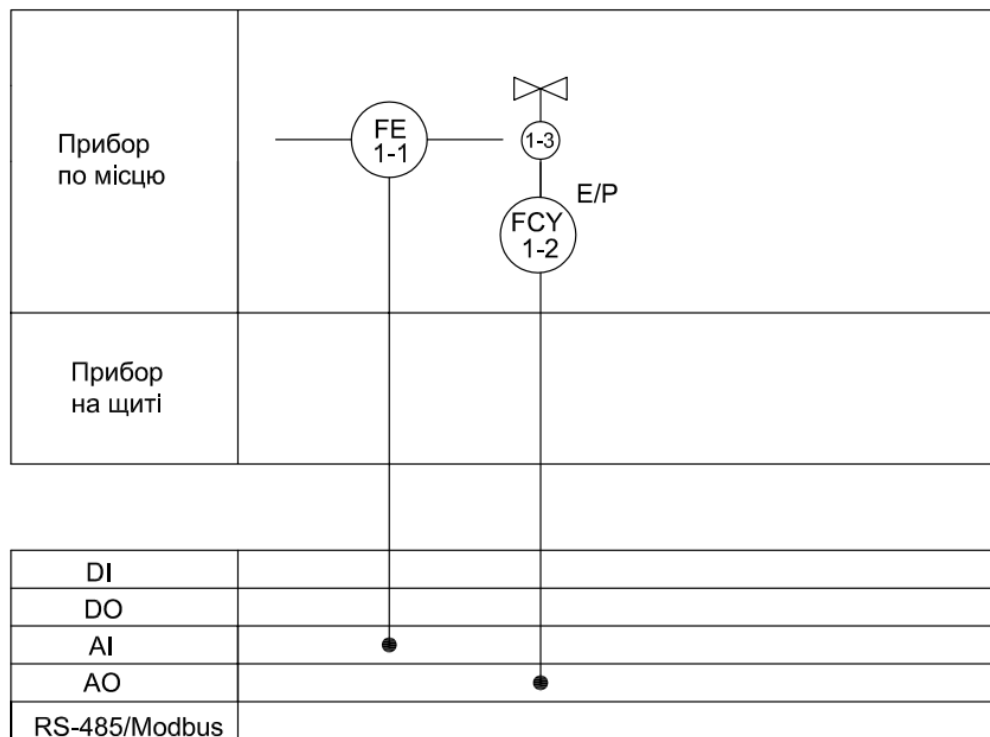 Прибор
по місцю
FE
1-1
1-3
E/P
FCY
1-2
Прибор
на щиті
DI
DO
AI
AO
RS-485/Modbus